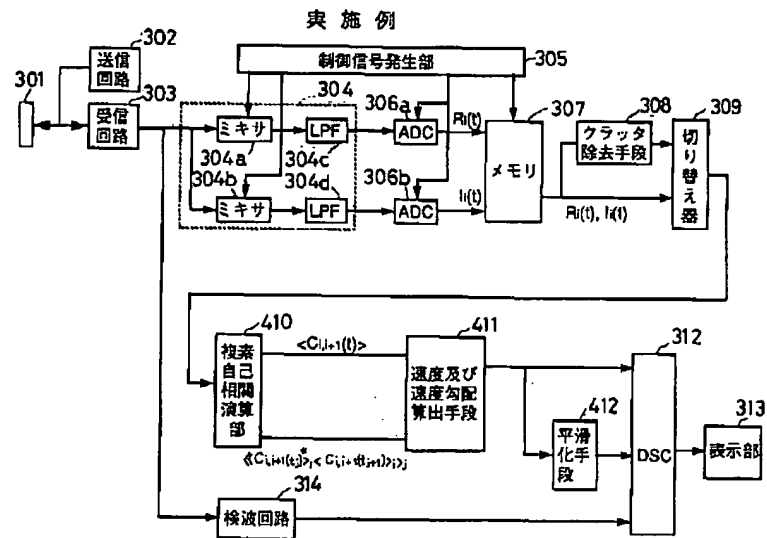 実施例
302
送信
回路
301
303
受信
回路
制御信号発生部
305
304
ミキサ
304a
LPF
304c
306a
ADC
Ri(t)
304b
ミキサ
304d
LPF
306b
ADC
Ii(t)
307
メモリ
308
クラッタ
除去手段
Ri(t), Ii(t)
309
切り替え器
410
複素
自己
相関
演算
部
<Ci,i+1(t)>
411
速度及び
速度勾配
算出手段
412
平滑
化手
段
312
DSC
313
表示部
314
検波回路